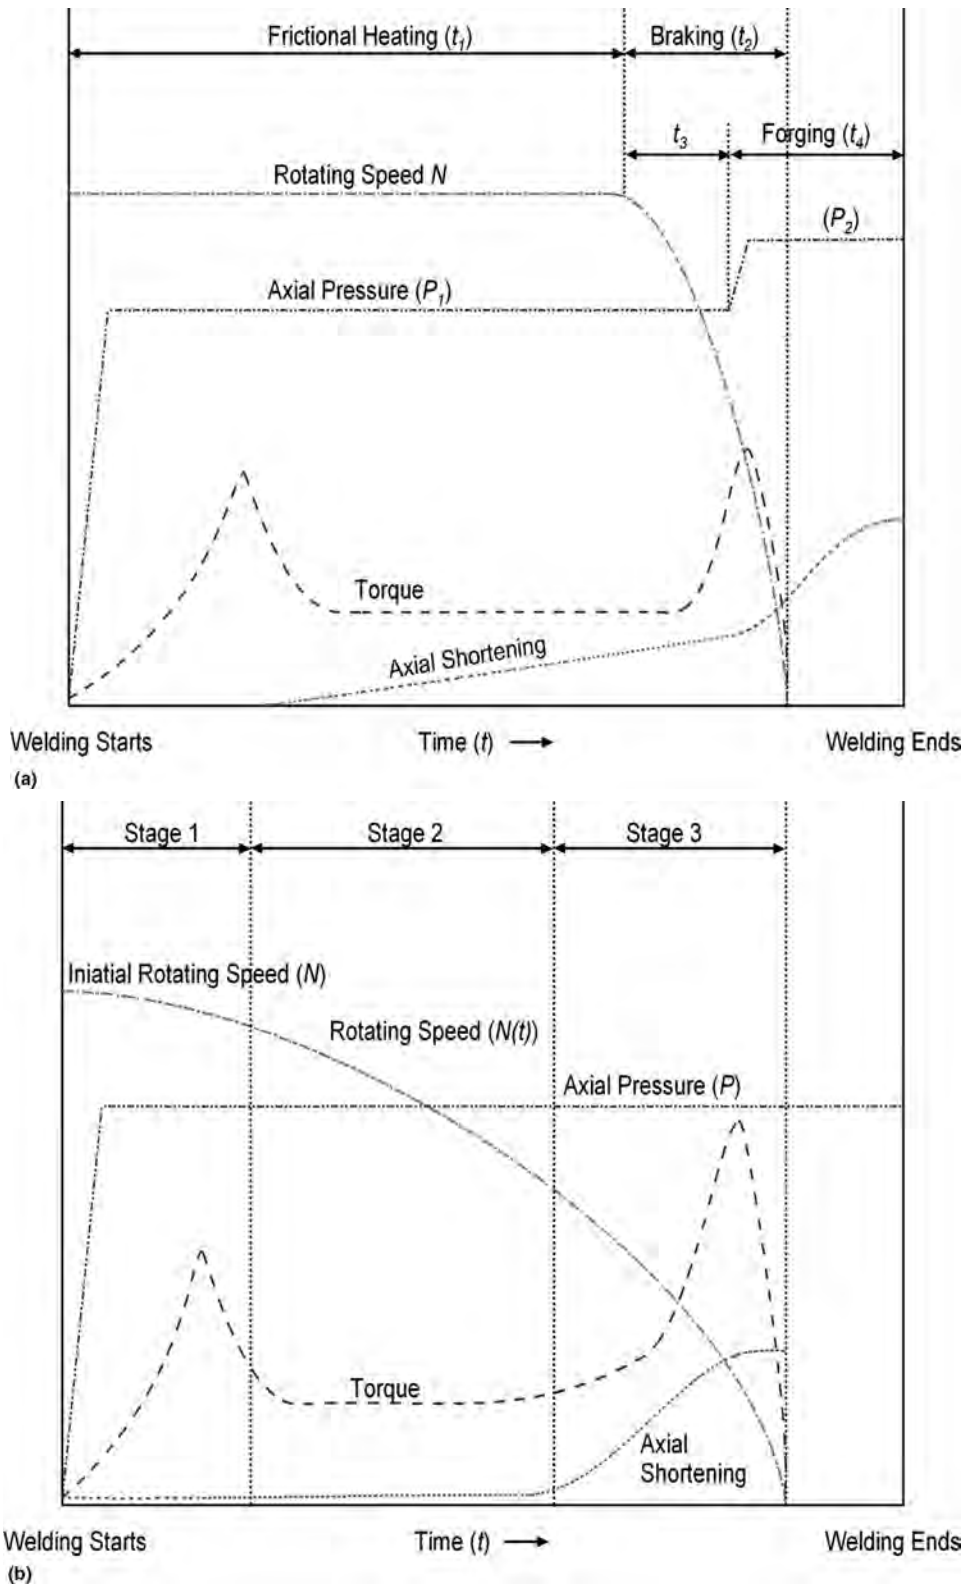 Frictional Heating (t1)
Braking (t2)
t3
Forging (t4)
Rotating Speed N
(P2)
Axial Pressure (P1)
Torque
Axial Shortening
Welding Starts
Time (t)
Welding Ends
(a)
Stage 1
Stage 2
Stage 3
Iniatial Rotating Speed (N)
Rotating Speed (N(t))
Axial Pressure (P)
Torque
Axial
Shortening
Welding Starts
Time (t)
Welding Ends
(b)